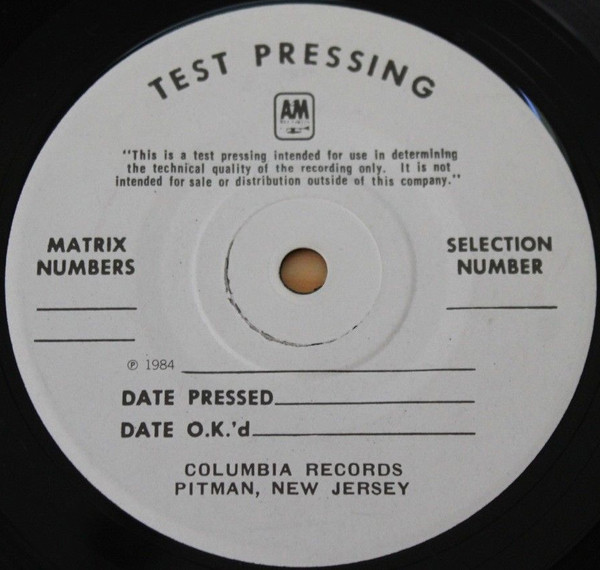 TEST PRESSING
AM
"This is a test pressing intended for use in determining
the technical quality of the recording only. It is not
intended for sale or distribution outside of this company."
MATRIX
NUMBERS
SELECTION
NUMBER
℗ 1984
DATE PRESSED
DATE O.K.'d
COLUMBIA RECORDS
PITMAN, NEW JERSEY